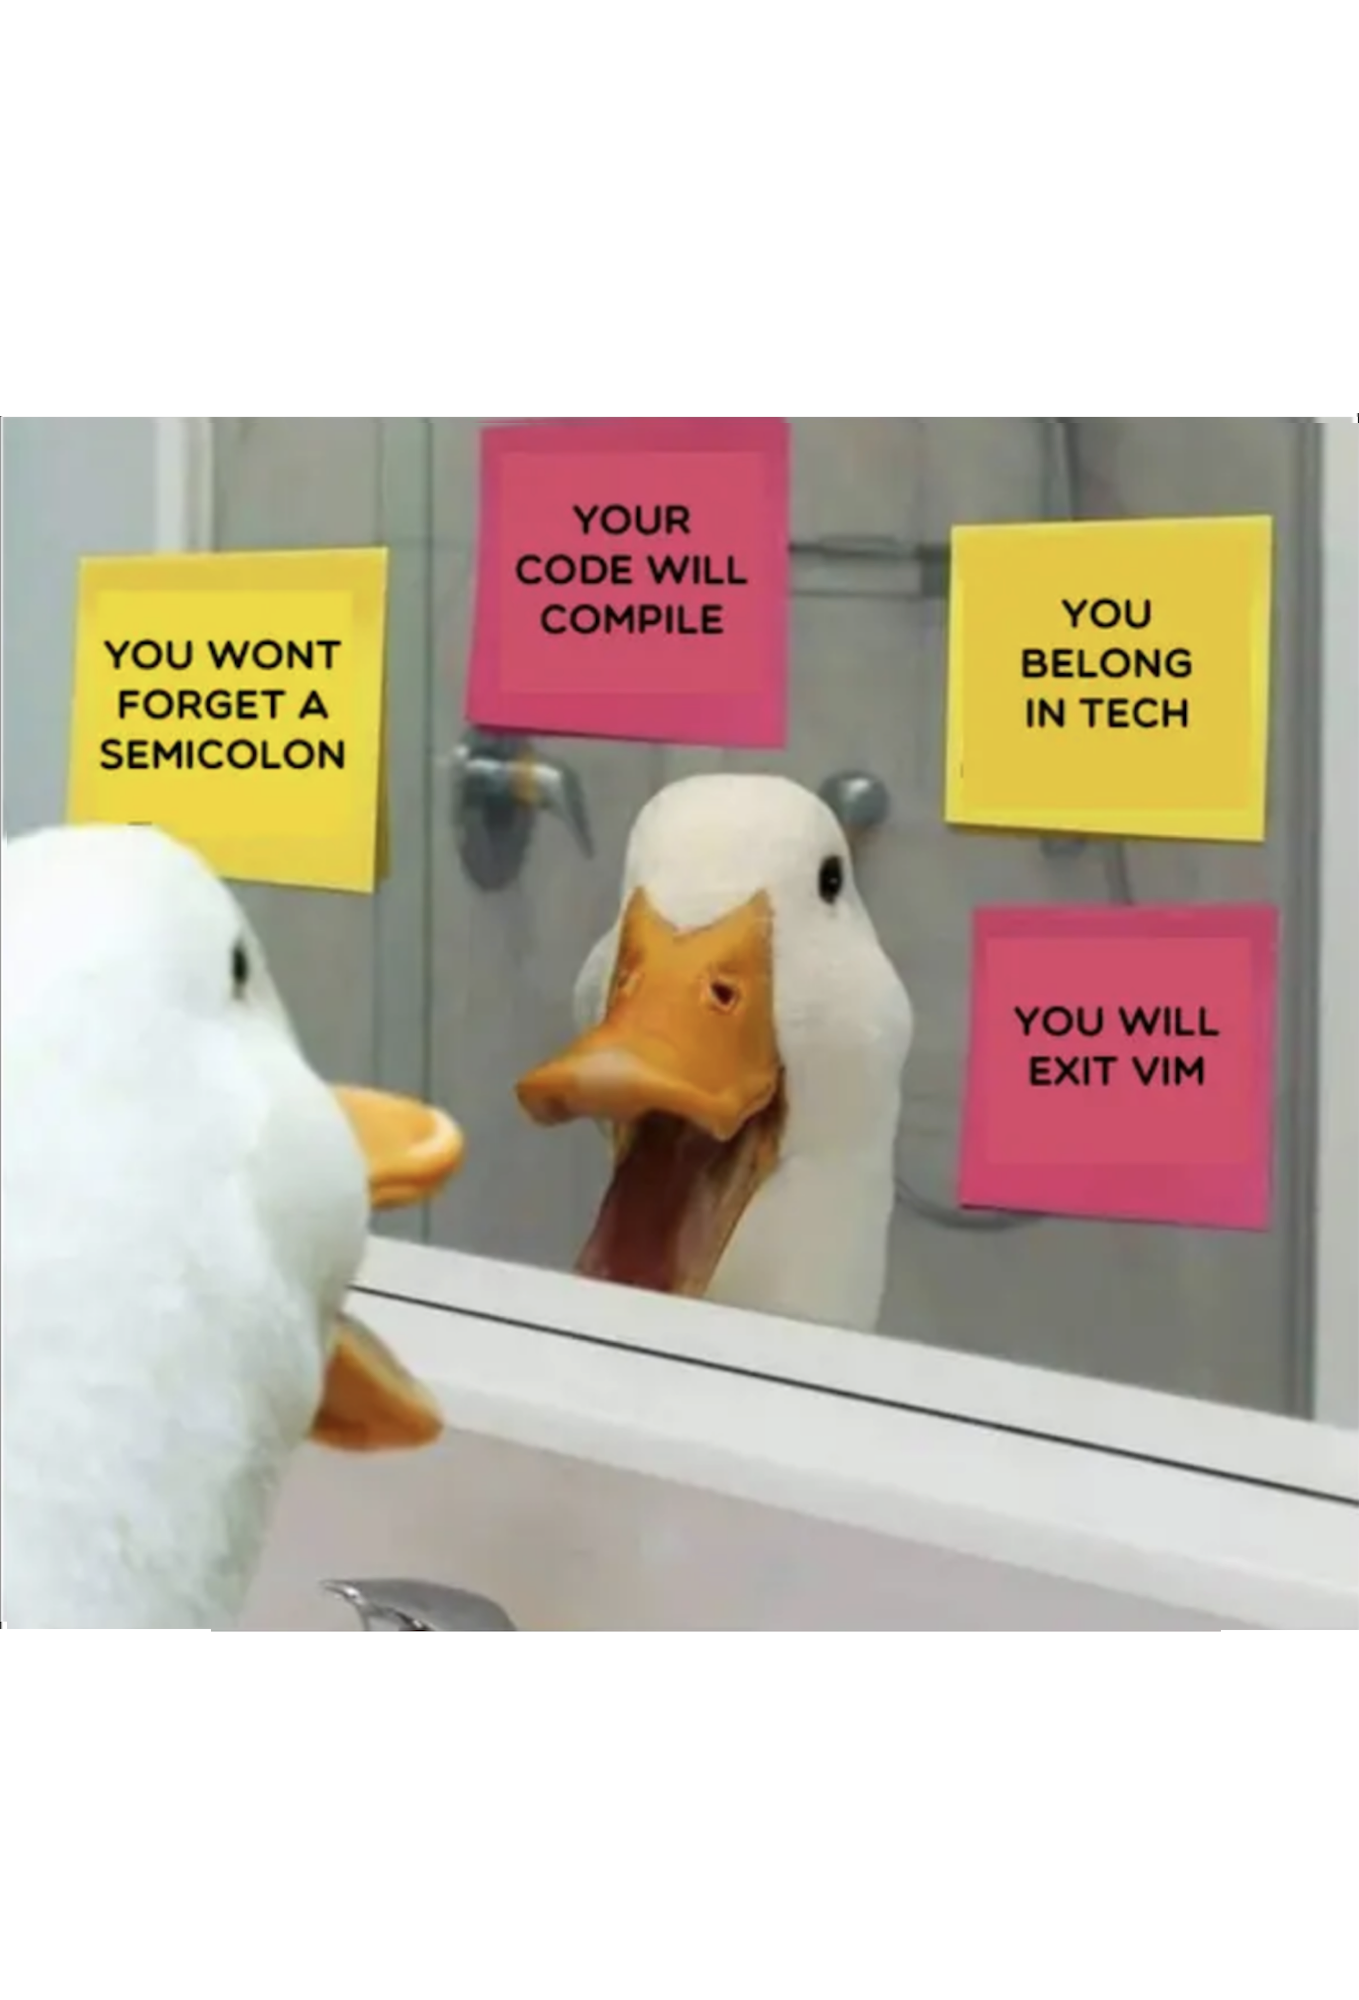 YOUR
CODE WILL
COMPILE
YOU WONT
FORGET A
SEMICOLON
YOU
BELONG
IN TECH
YOU WILL
EXIT VIM